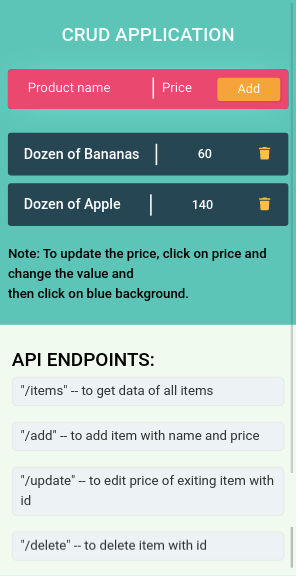 CRUD APPLICATION
Product name | Price Add
Dozen of Bananas | 60
Dozen of Apple | 140
Note: To update the price, click on price and
change the value and
then click on blue background.
API ENDPOINTS:
"/items" -- to get data of all items
"/add" -- to add item with name and price
"/update" -- to edit price of exiting item with
id
"/delete" -- to delete item with id